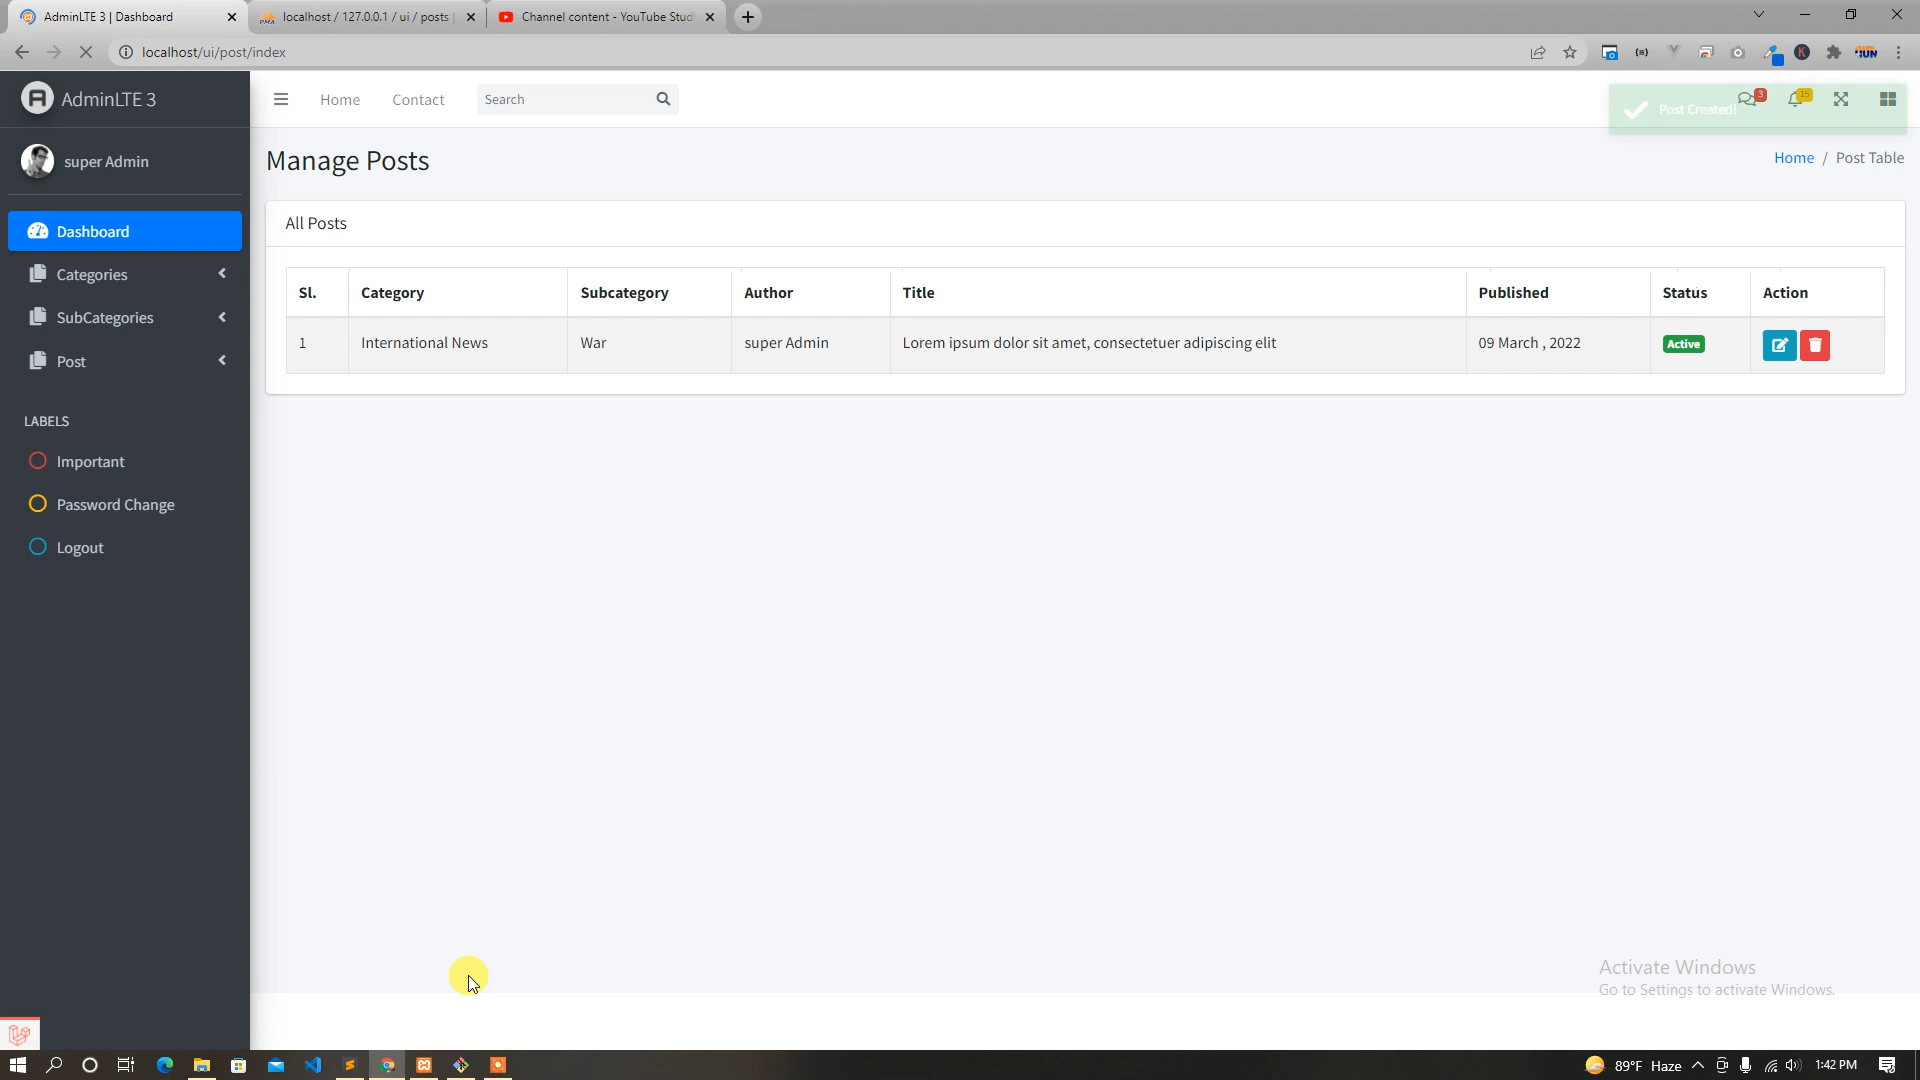 AdminLTE 3 | Dashboard
localhost / 127.0.0.1 / ui / posts |
Channel content - YouTube Stud
localhost/ui/post/index
AdminLTE 3
Home
Contact
Search
3
15
Post Created!
super Admin
Manage Posts
Home / Post Table
Dashboard
Categories
SubCategories
Post
LABELS
Important
Password Change
Logout
All Posts
Sl. Category Subcategory Author Title Published Status Action
1 International News War super Admin Lorem ipsum dolor sit amet, consectetuer adipiscing elit 09 March , 2022 Active
Activate Windows
Go to Settings to activate Windows.
89°F Haze
1:42 PM